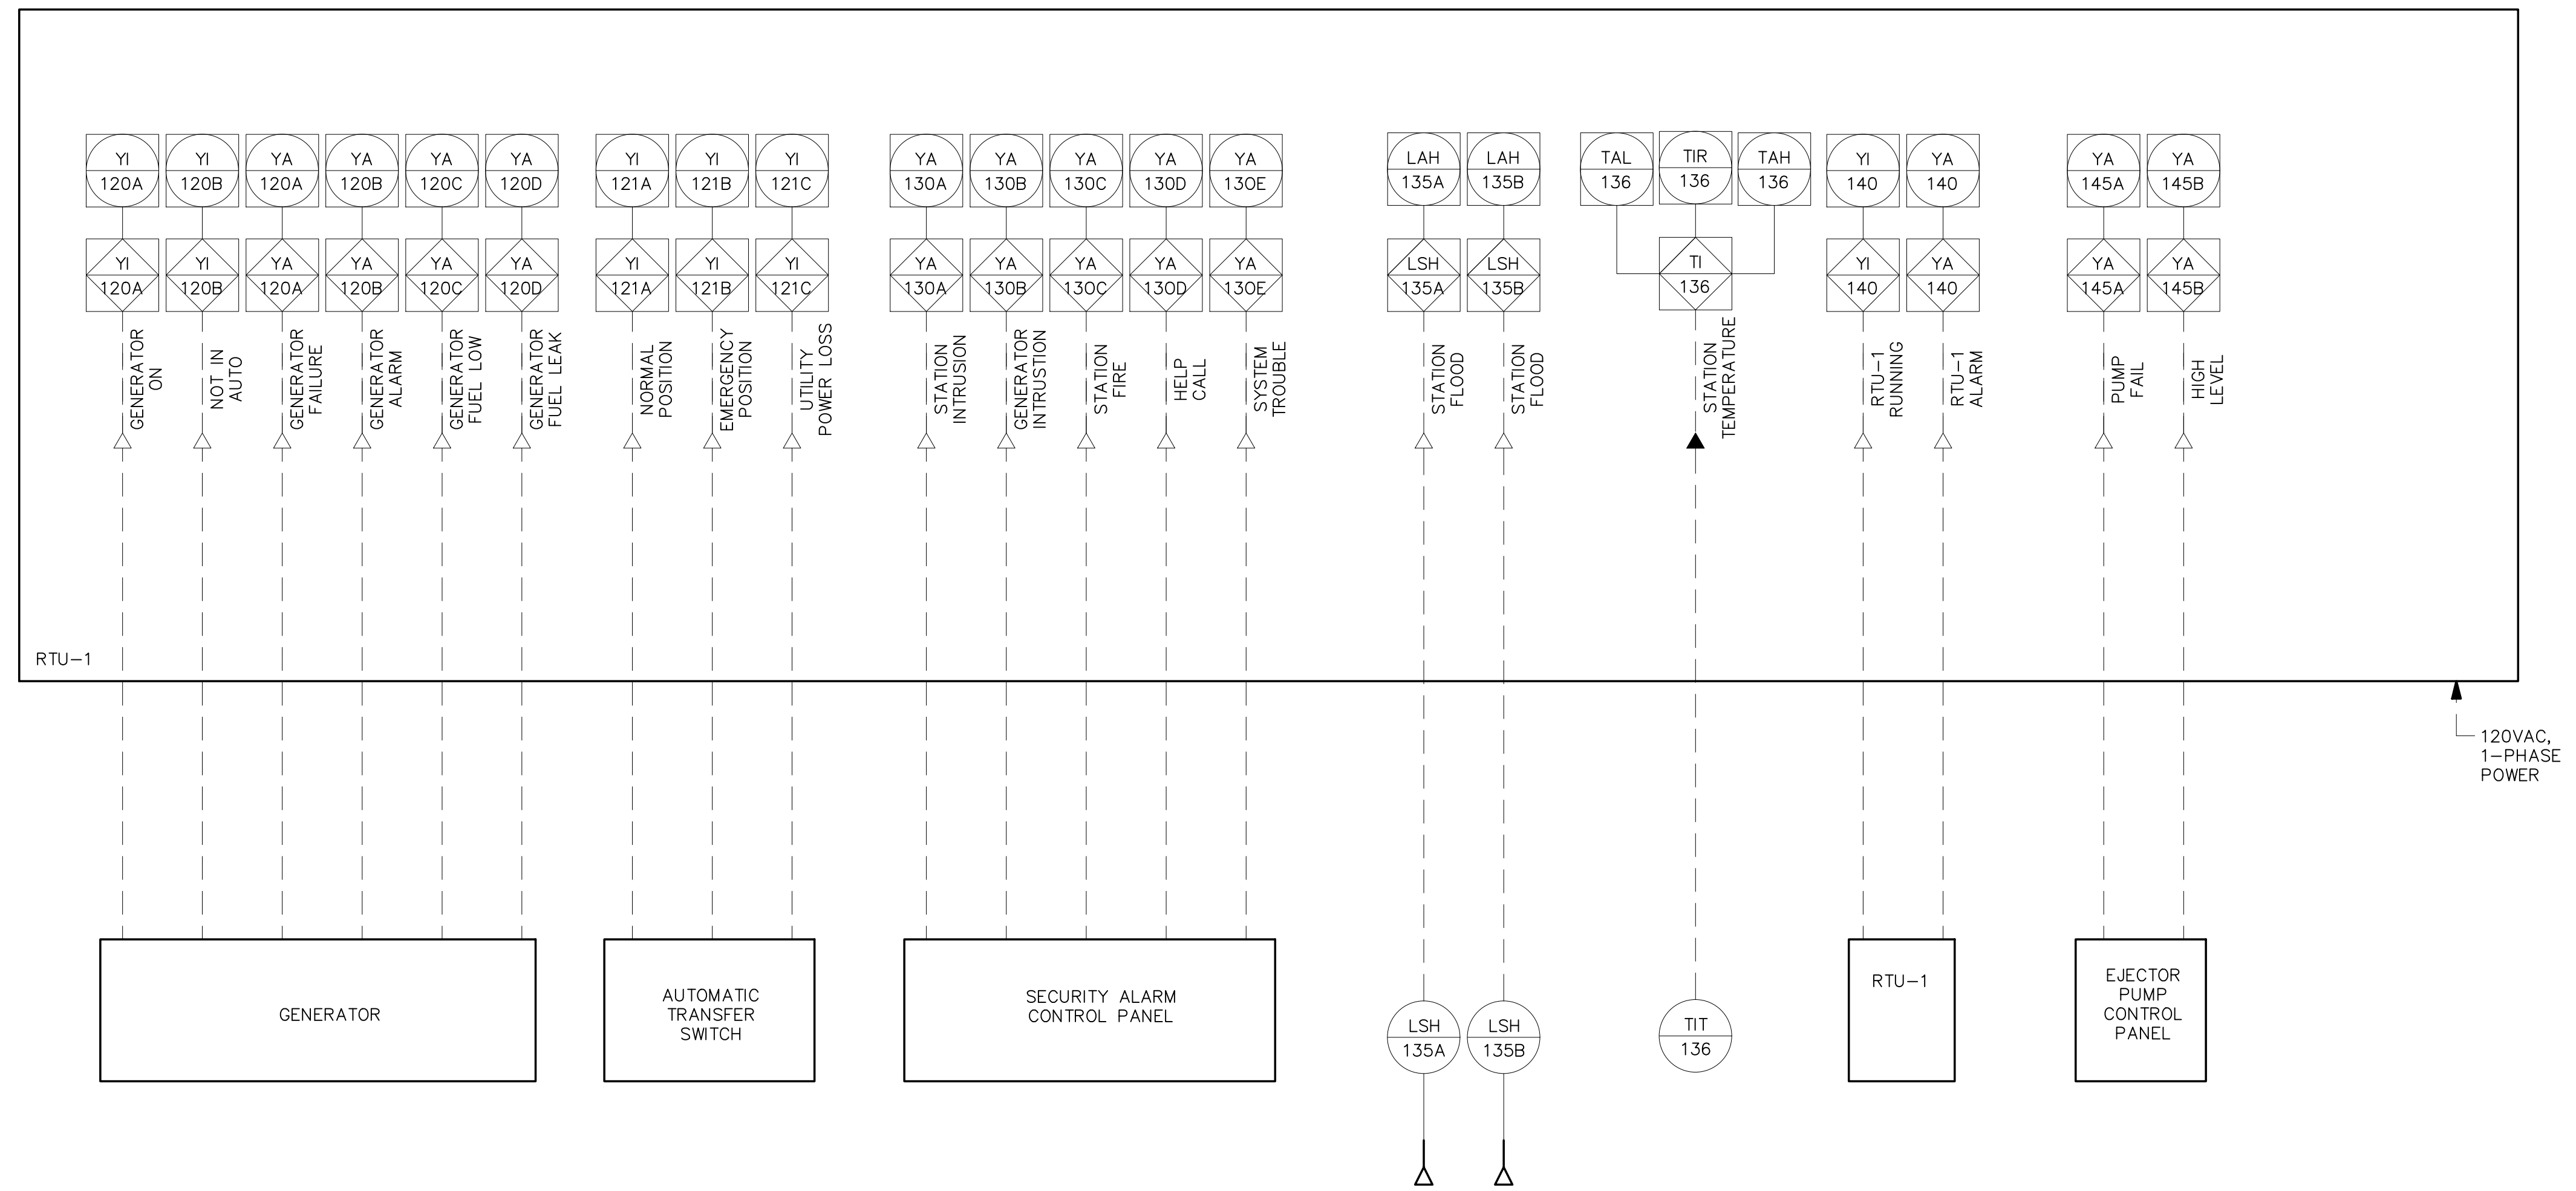 YI YI YA YA YA YA YI YI YI YA YA YA YA YA LAH LAH TAL TIR TAH YI YA YA YA
120A 120B 120A 120B 120C 120D 121A 121B 121C 130A 130B 130C 130D 130E 135A 135B 136 136 136 140 140 145A 145B
YI YI YA YA YA YA YI YI YI YA YA YA YA YA LSH LSH TI YI YA YA YA
120A 120B 120A 120B 120C 120D 121A 121B 121C 130A 130B 130C 130D 130E 135A 135B 136 140 140 145A 145B
GENERATOR
ON
NOT IN
AUTO
GENERATOR
FAILURE
GENERATOR
ALARM
GENERATOR
FUEL LOW
GENERATOR
FUEL LEAK
NORMAL
POSITION
EMERGENCY
POSITION
UTILITY
POWER LOSS
STATION
INTRUSION
GENERATOR
INTRUSTION
STATION
FIRE
HELP
CALL
SYSTEM
TROUBLE
STATION
FLOOD
STATION
FLOOD
STATION
TEMPERATURE
RTU-1
RUNNING
RTU-1
ALARM
PUMP
FAIL
HIGH
LEVEL
RTU-1
120VAC,
1-PHASE
POWER
GENERATOR
AUTOMATIC
TRANSFER
SWITCH
SECURITY ALARM
CONTROL PANEL
LSH
135A
LSH
135B
TIT
136
RTU-1
EJECTOR
PUMP
CONTROL
PANEL